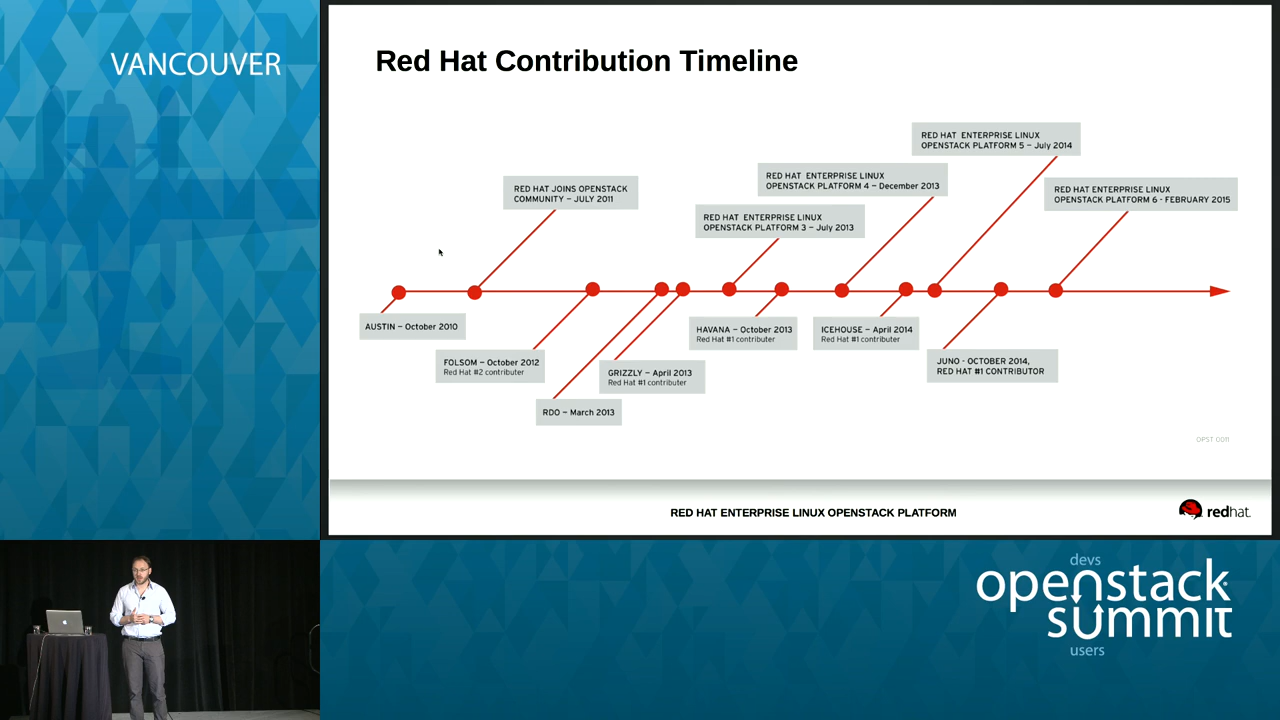 VANCOUVER
Red Hat Contribution Timeline
RED HAT ENTERPRISE LINUX
OPENSTACK PLATFORM 5 – July 2014
RED HAT ENTERPRISE LINUX
OPENSTACK PLATFORM 4 – December 2013
RED HAT JOINS OPENSTACK
COMMUNITY – JULY 2011
RED HAT ENTERPRISE LINUX
OPENSTACK PLATFORM 6 - FEBRUARY 2015
RED HAT ENTERPRISE LINUX
OPENSTACK PLATFORM 3 – July 2013
AUSTIN – October 2010
HAVANA – October 2013
Red Hat #1 contributer
ICEHOUSE – April 2014
Red Hat #1 contributer
FOLSOM – October 2012
Red Hat #2 contributer
JUNO - OCTOBER 2014,
RED HAT #1 CONTRIBUTOR
GRIZZLY – April 2013
Red Hat #1 contributer
RDO – March 2013
RED HAT ENTERPRISE LINUX OPENSTACK PLATFORM
redhat.
devs
openstack
summit
users